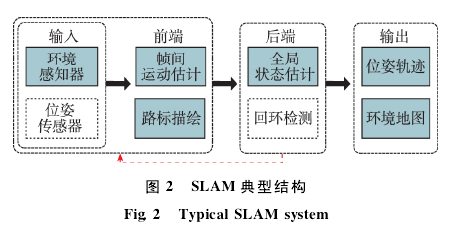 输入
环境
感知器
位姿
传感器
前端
帧间
运动估计
路标描绘
后端
全局
状态估计
回环检测
输出
位姿轨迹
环境地图
图 2 SLAM 典型结构
Fig 2 Typical SLAM system